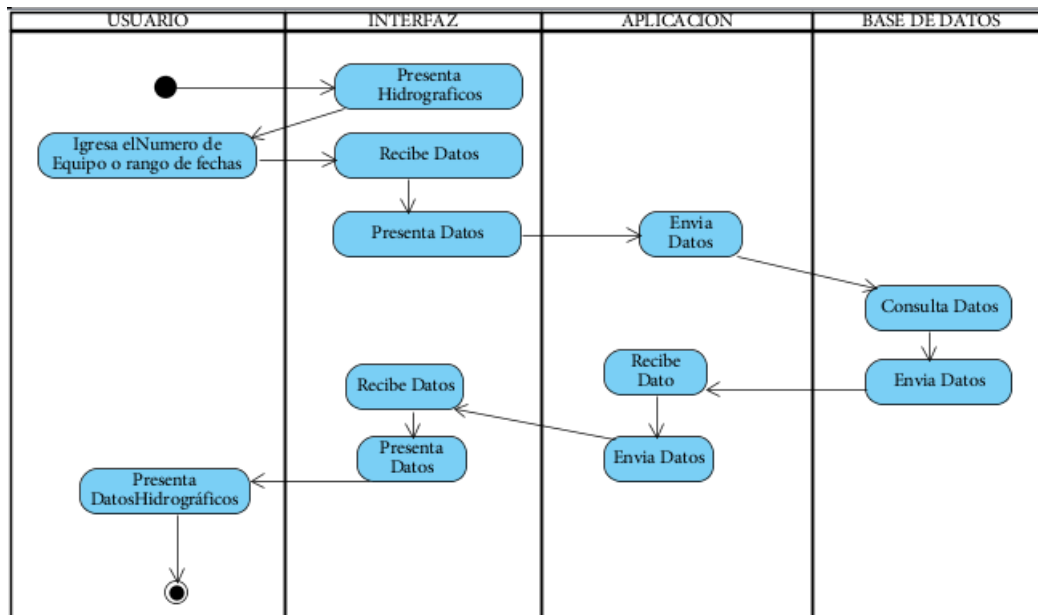 USUARIO
INTERFAZ
APLICACION
BASE DE DATOS
Presenta
Hidrograficos
Igresa elNumero de
Equipo o rango de fechas
Recibe Datos
Presenta Datos
Envia
Datos
Consulta Datos
Envia Datos
Recibe
Dato
Recibe Datos
Envia Datos
Presenta
Datos
Presenta
DatosHidrográficos